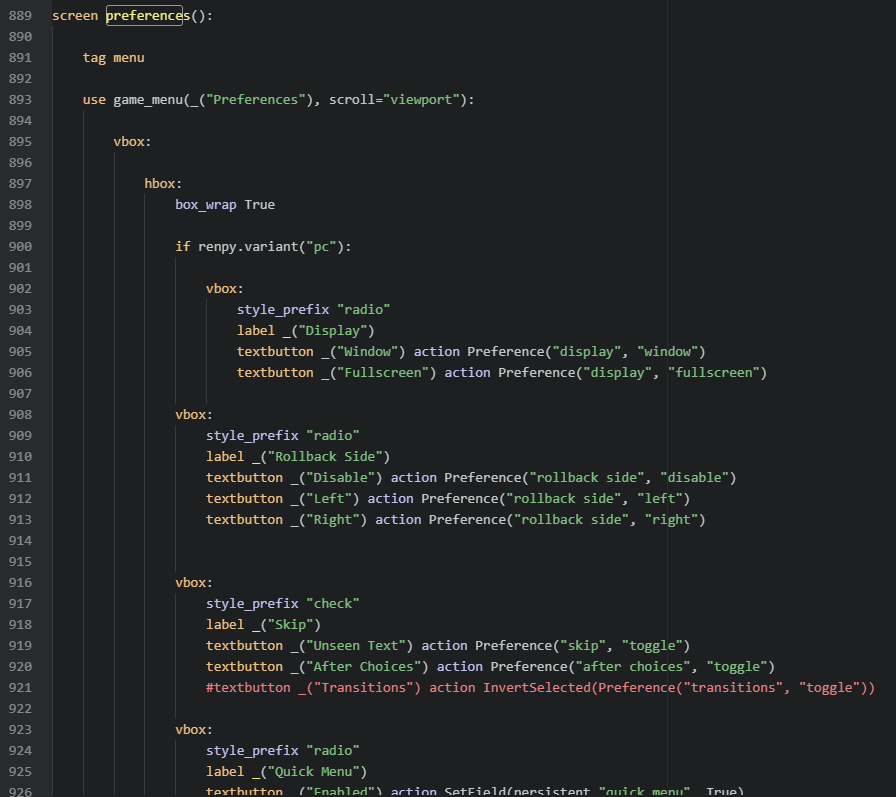 889 screen preferences():
890
891     tag menu
892
893     use game_menu(_("Preferences"), scroll="viewport"):
894
895         vbox:
896
897             hbox:
898                 box_wrap True
899
900                 if renpy.variant("pc"):
901
902                     vbox:
903                         style_prefix "radio"
904                         label _("Display")
905                         textbutton _("Window") action Preference("display", "window")
906                         textbutton _("Fullscreen") action Preference("display", "fullscreen")
907
908                 vbox:
909                     style_prefix "radio"
910                     label _("Rollback Side")
911                     textbutton _("Disable") action Preference("rollback side", "disable")
912                     textbutton _("Left") action Preference("rollback side", "left")
913                     textbutton _("Right") action Preference("rollback side", "right")
914
915
916                 vbox:
917                     style_prefix "check"
918                     label _("Skip")
919                     textbutton _("Unseen Text") action Preference("skip", "toggle")
920                     textbutton _("After Choices") action Preference("after choices", "toggle")
921                     #textbutton _("Transitions") action InvertSelected(Preference("transitions", "toggle"))
922
923                 vbox:
924                     style_prefix "radio"
925                     label _("Quick Menu")
926                     textbutton _("Enabled") action SetField(persistent,"quick_menu", True)